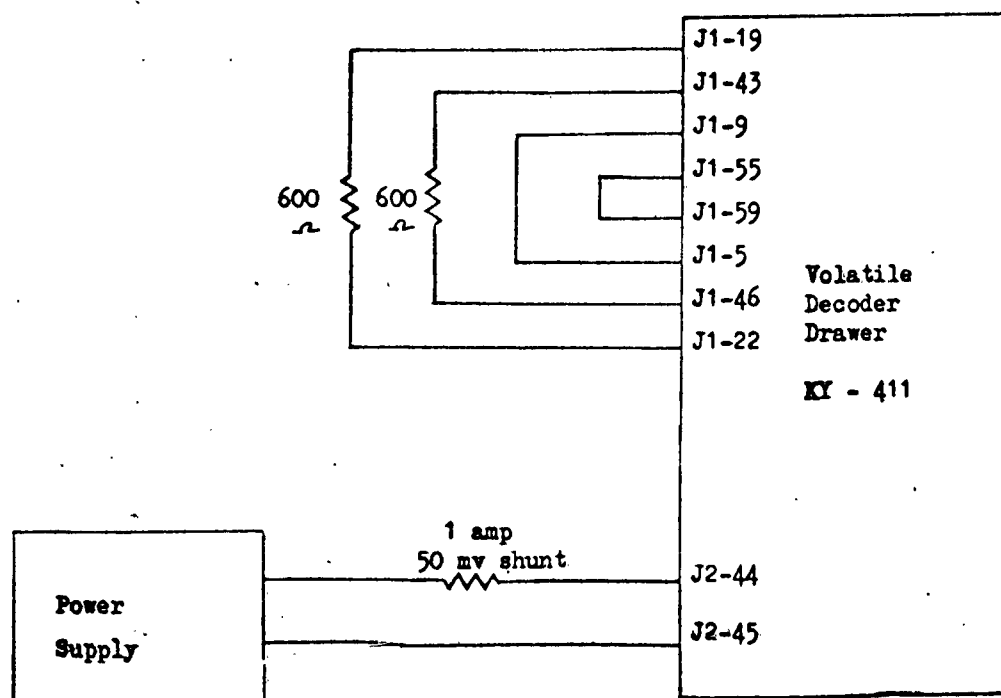 J1-19
J1-43
J1-9
J1-55
J1-59
J1-5
J1-46
J1-22
600
Ω
600
Ω
Volatile
Decoder
Drawer
KY - 411
1 amp
50 mv shunt
J2-44
J2-45
Power
Supply